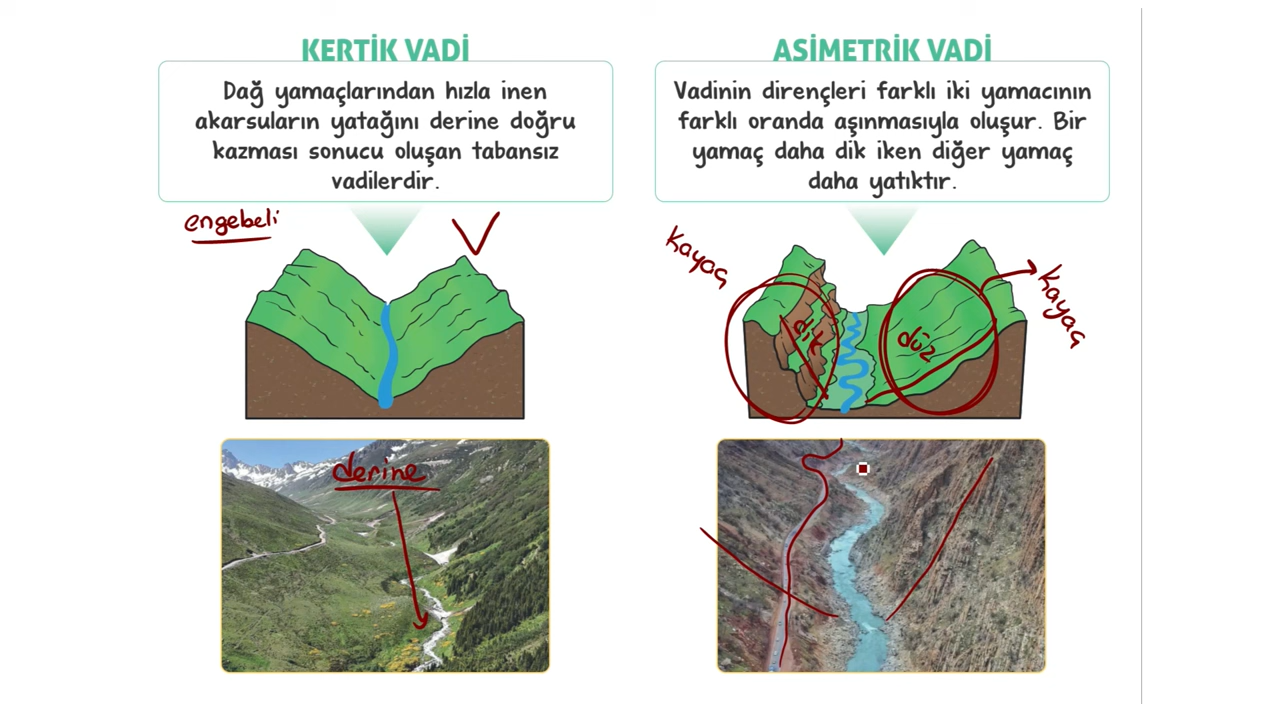 KERTİK VADİ
Dağ yamaçlarından hızla inen
akarsuların yatağını derine doğru
kazması sonucu oluşan tabansız
vadilerdir.
engebeli
derine
ASİMETRİK VADİ
Vadinin dirençleri farklı iki yamacının
farklı oranda aşınmasıyla oluşur. Bir
yamaç daha dik iken diğer yamaç
daha yatıktır.
Kayaç
Kayaç
dik
düz